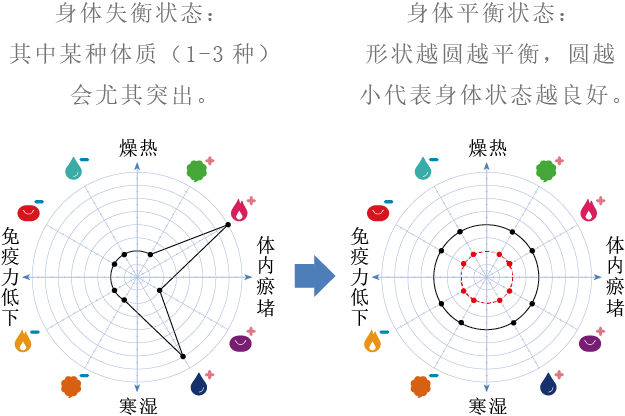 身体失衡状态：
其中某种体质（1-3 种）
会尤其突出。
身体平衡状态：
形状越圆越平衡，圆越
小代表身体状态越良好。
燥热
免疫力低下
体内瘀堵
寒湿
燥热
免疫力低下
体内瘀堵
寒湿